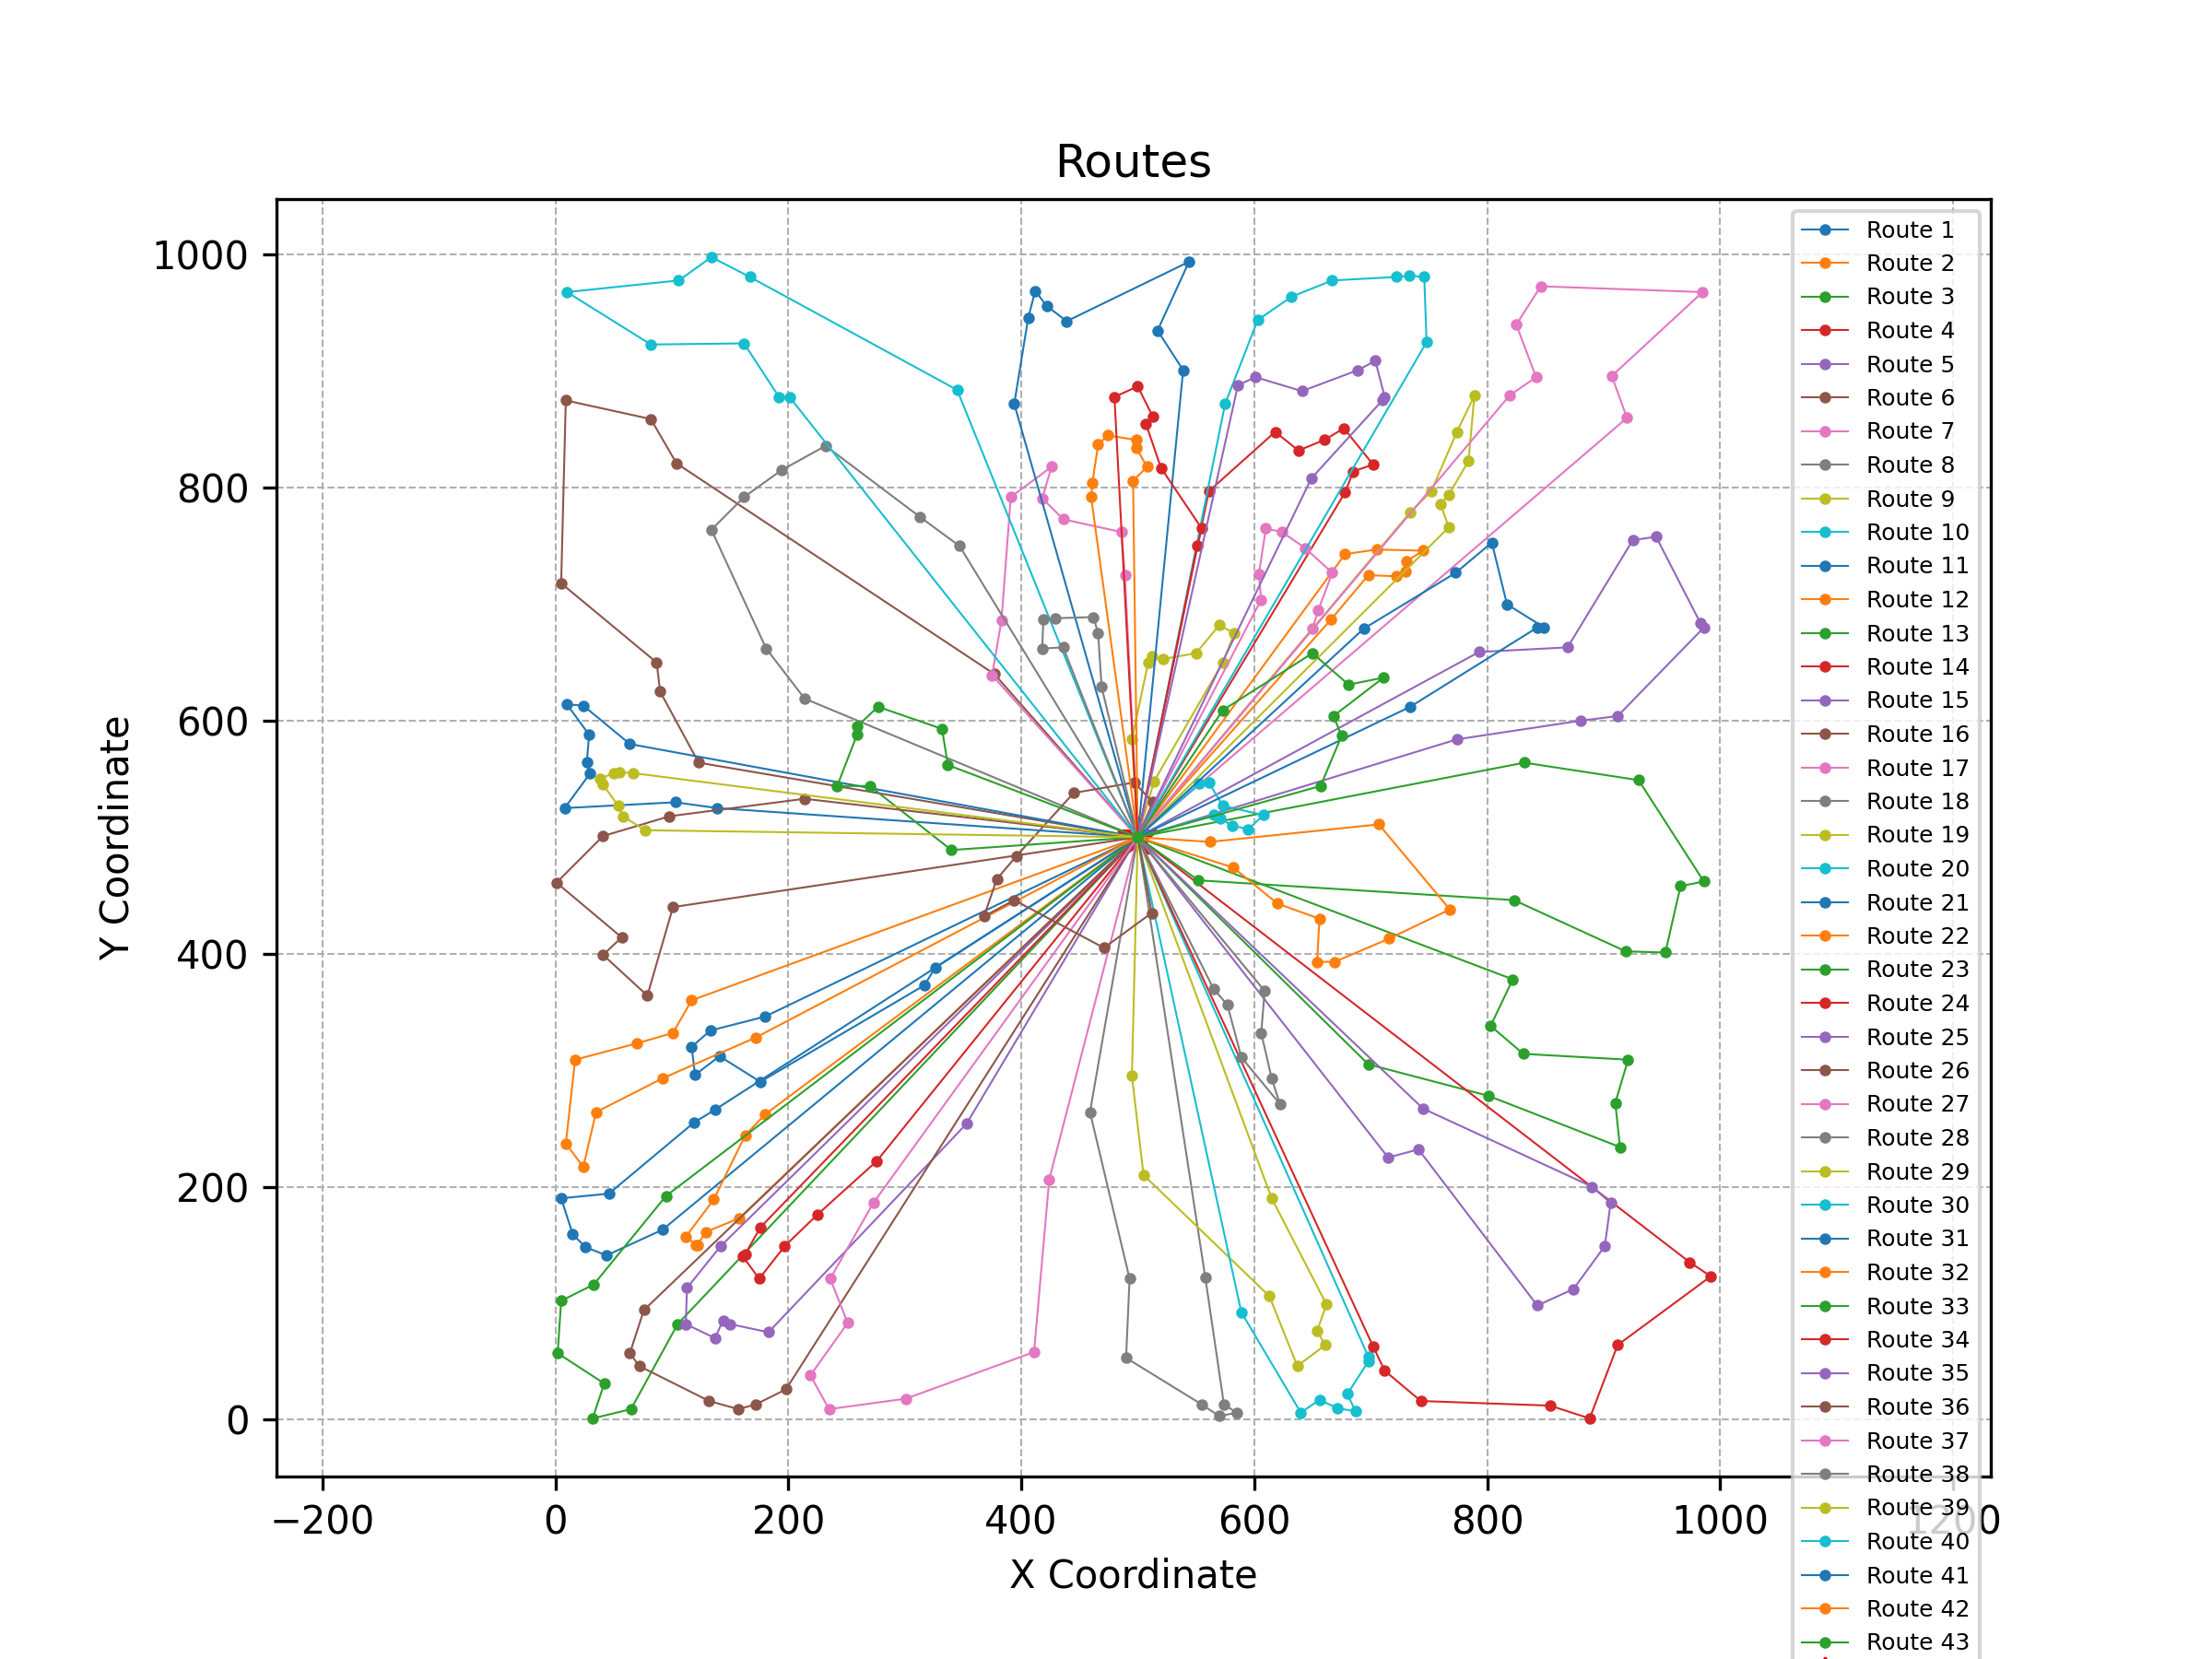 Routes
1000
800
600
400
200
0
Y Coordinate
−200
0
200
400
600
800
1000
1200
X Coordinate
Route 1
Route 2
Route 3
Route 4
Route 5
Route 6
Route 7
Route 8
Route 9
Route 10
Route 11
Route 12
Route 13
Route 14
Route 15
Route 16
Route 17
Route 18
Route 19
Route 20
Route 21
Route 22
Route 23
Route 24
Route 25
Route 26
Route 27
Route 28
Route 29
Route 30
Route 31
Route 32
Route 33
Route 34
Route 35
Route 36
Route 37
Route 38
Route 39
Route 40
Route 41
Route 42
Route 43